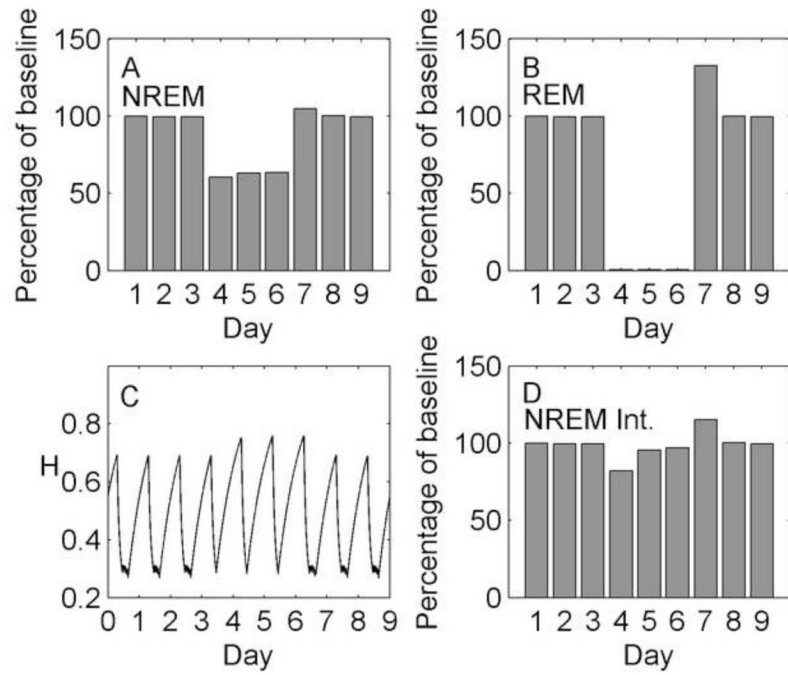 Percentage of baseline
150
100
50
0
A
NREM
1 2 3 4 5 6 7 8 9
Day
Percentage of baseline
150
100
50
0
B
REM
1 2 3 4 5 6 7 8 9
Day
H
0.8
0.6
0.4
0.2
C
0 1 2 3 4 5 6 7 8 9
Day
Percentage of baseline
150
100
50
0
D
NREM Int.
1 2 3 4 5 6 7 8 9
Day